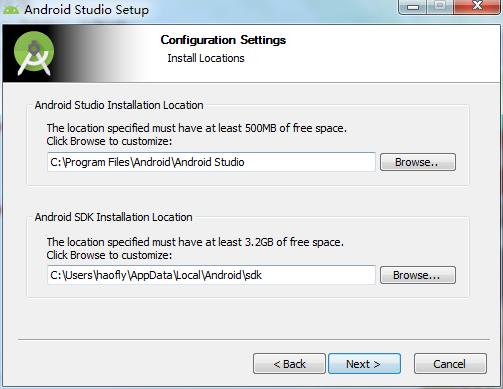 Android Studio Setup
Configuration Settings
Install Locations
Android Studio Installation Location
The location specified must have at least 500MB of free space.
Click Browse to customize:
C:\Program Files\Android\Android Studio
Browse..
Android SDK Installation Location
The location specified must have at least 3.2GB of free space.
Click Browse to customize:
C:\Users\haofly\AppData\Local\Android\sdk
Browse...
< Back
Next >
Cancel